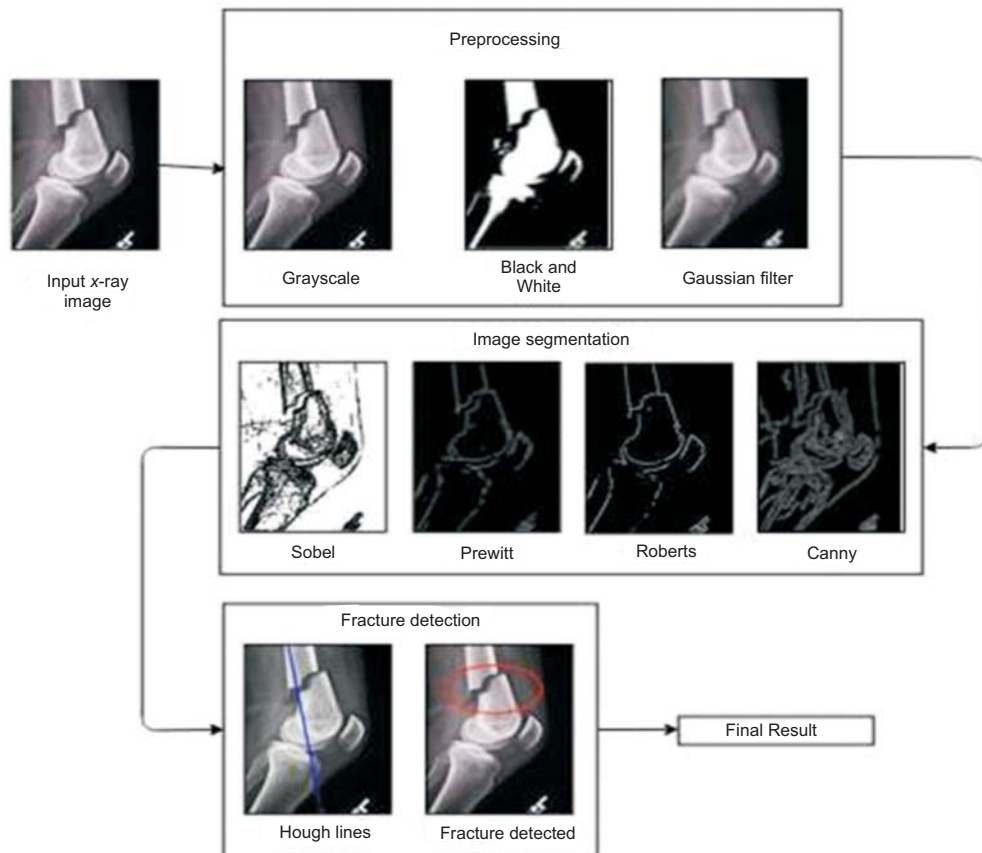 Preprocessing
Input x-ray
image
Grayscale
Black and
White
Gaussian filter
Image segmentation
Sobel
Prewitt
Roberts
Canny
Fracture detection
Hough lines
Fracture detected
Final Result